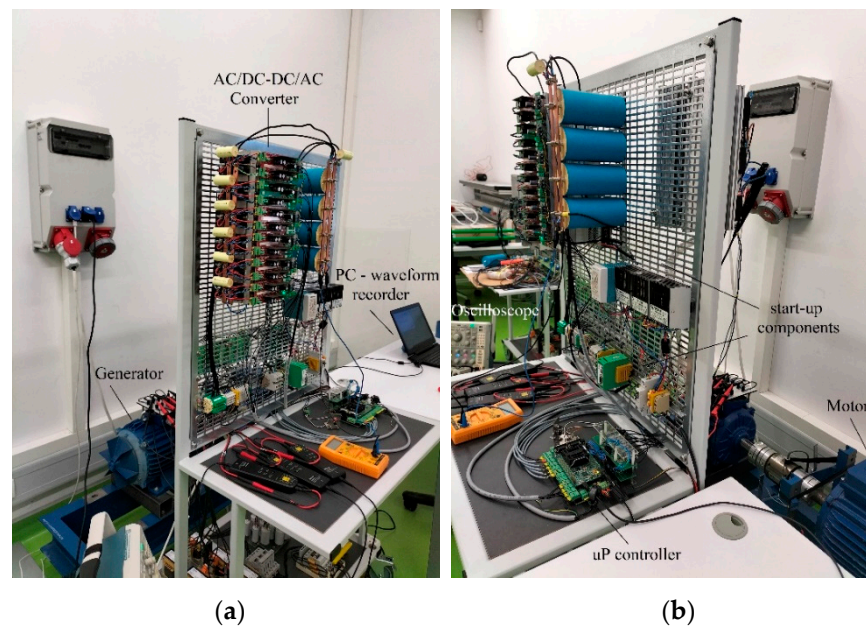 AC/DC-DC/AC
Converter
PC - waveform
recorder
Generator
Oscilloscope
start-up
components
Motor
uP controller
(a)
(b)